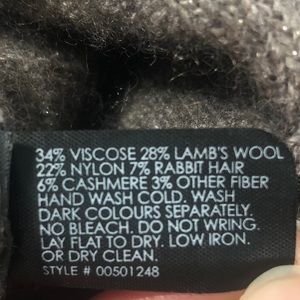 34% VISCOSE 28% LAMB'S WOOL
22% NYLON 7% RABBIT HAIR
6% CASHMERE 3% OTHER FIBER
HAND WASH COLD. WASH
DARK COLOURS SEPARATELY.
NO BLEACH. DO NOT WRING.
LAY FLAT TO DRY. LOW IRON.
OR DRY CLEAN.
STYLE # 00501248